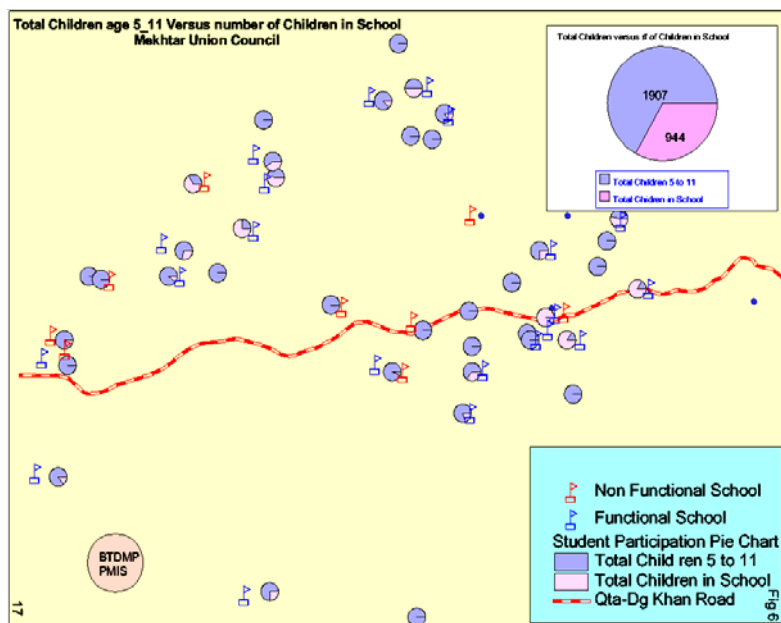 Total Children age 5_11 Versus number of Children in School
Mekhtar Union Council
Total Children versus # of Children in School
1907
944
Total Children 5 to 11
Total Children in School
Non Functional School
Functional School
Student Participation Pie Chart
Total Child ren 5 to 11
Total Children in School
Qta-Dg Khan Road
BTDMP
PMIS
17
Fig 6